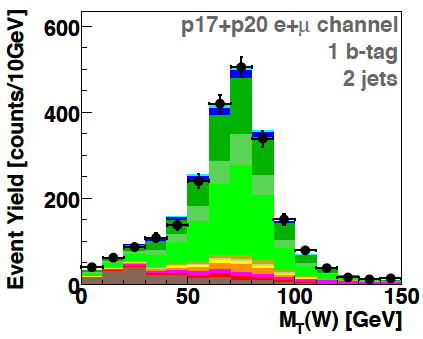 p17+p20 e+μ channel
1 b-tag
2 jets
Event Yield [counts/10GeV]
600
400
200
0
0 50 100 150
M_T(W) [GeV]